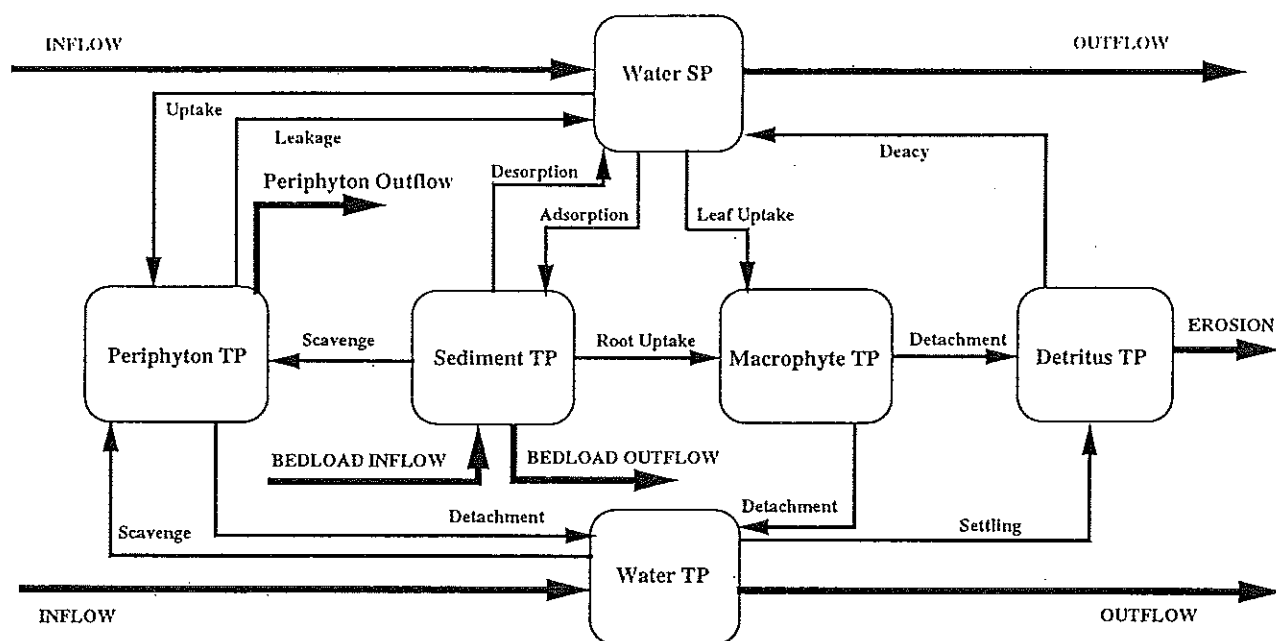 INFLOW
OUTFLOW
Water SP
Uptake
Leakage
Deacy
Desorption
Periphyton Outflow
Adsorption
Leaf Uptake
EROSION
Scavenge
Root Uptake
Detachment
Periphyton TP
Sediment TP
Macrophyte TP
Detritus TP
BEDLOAD INFLOW
BEDLOAD OUTFLOW
Detachment
Detachment
Scavenge
Settling
Water TP
INFLOW
OUTFLOW